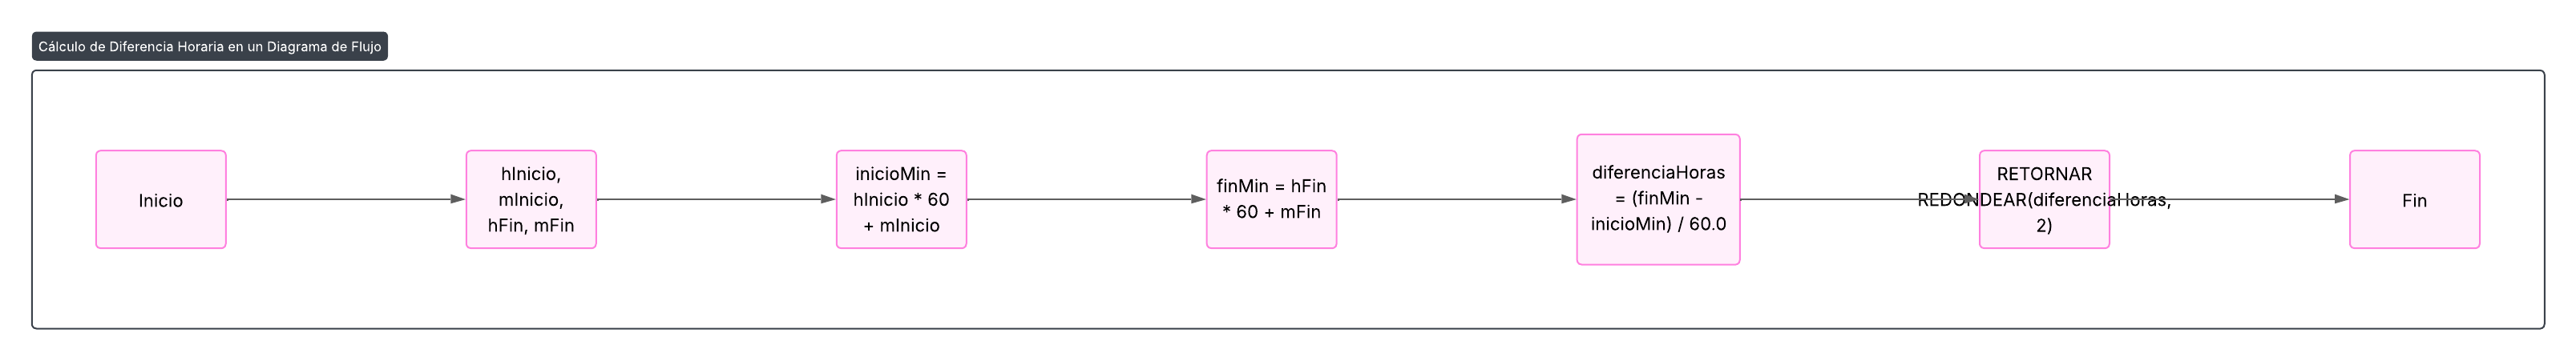 Cálculo de Diferencia Horaria en un Diagrama de Flujo
Inicio
hInicio,
mInicio,
hFin, mFin
inicioMin =
hInicio * 60
+ mInicio
finMin = hFin
* 60 + mFin
diferenciaHoras
= (finMin -
inicioMin) / 60.0
RETORNAR
REDONDEAR(diferenciaHoras,
2)
Fin